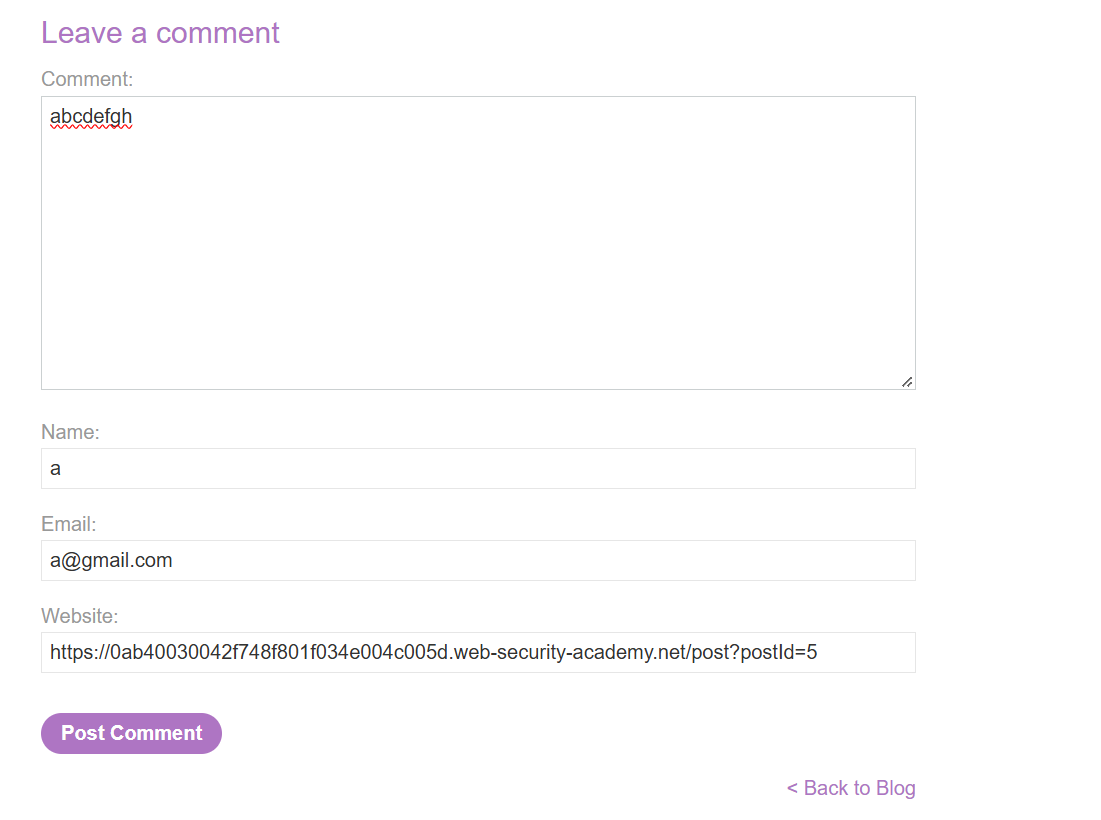 Leave a comment
Comment:
abcdefgh
Name:
a
Email:
a@gmail.com
Website:
https://0ab40030042f748f801f034e004c005d.web-security-academy.net/post?postId=5
Post Comment
< Back to Blog